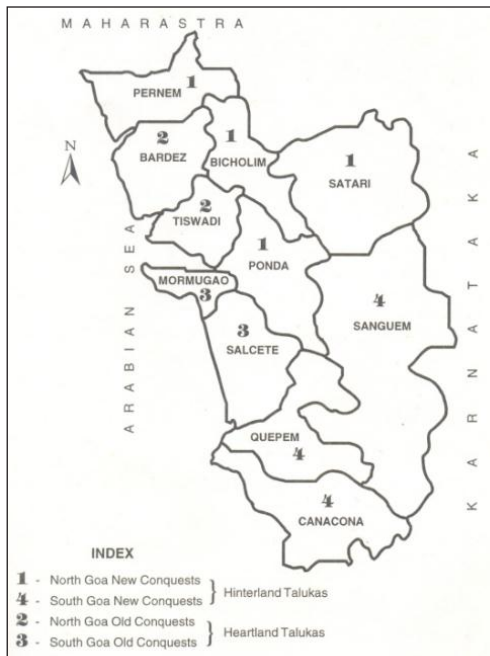 MAHARASTRA
1
PERNEM
N
2
BARDEZ
1
BICHOLIM
1
SATARI
2
TISWADI
1
PONDA
MORMUGAO
3
4
SANGUEM
3
SALCETE
ARABIAN SEA
KARNATAKA
QUEPEM
4
4
CANACONA
INDEX
1 - North Goa New Conquests
4 - South Goa New Conquests
Hinterland Talukas
2 - North Goa Old Conquests
3 - South Goa Old Conquests
Heartland Talukas